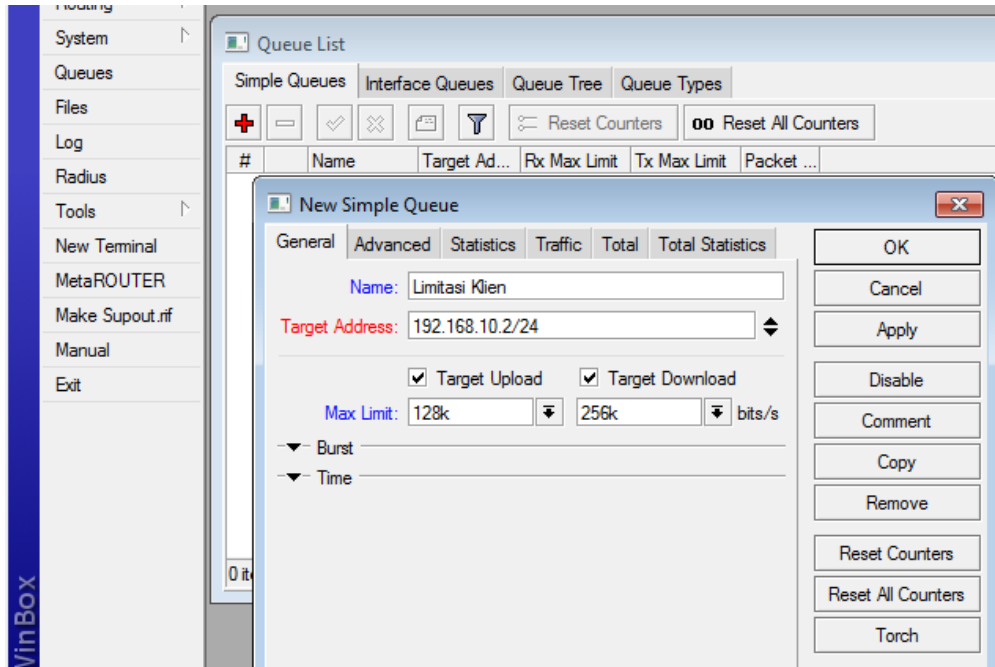 Routing
System
Queues
Files
Log
Radius
Tools
New Terminal
MetaROUTER
Make Supout.rif
Manual
Exit
WinBox
Queue List
Simple Queues Interface Queues Queue Tree Queue Types
Reset Counters 00 Reset All Counters
# Name Target Ad... Rx Max Limit Tx Max Limit Packet ...
New Simple Queue
General Advanced Statistics Traffic Total Total Statistics
Name: Limitasi Klien
Target Address: 192.168.10.2/24
Target Upload Target Download
Max Limit: 128k 256k bits/s
Burst
Time
OK
Cancel
Apply
Disable
Comment
Copy
Remove
Reset Counters
Reset All Counters
Torch